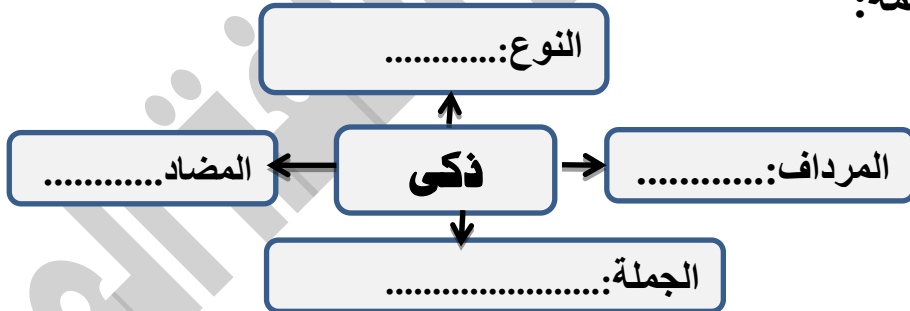 النوع:............
المرداف:............
ذكى
المضاد............
الجملة:......................